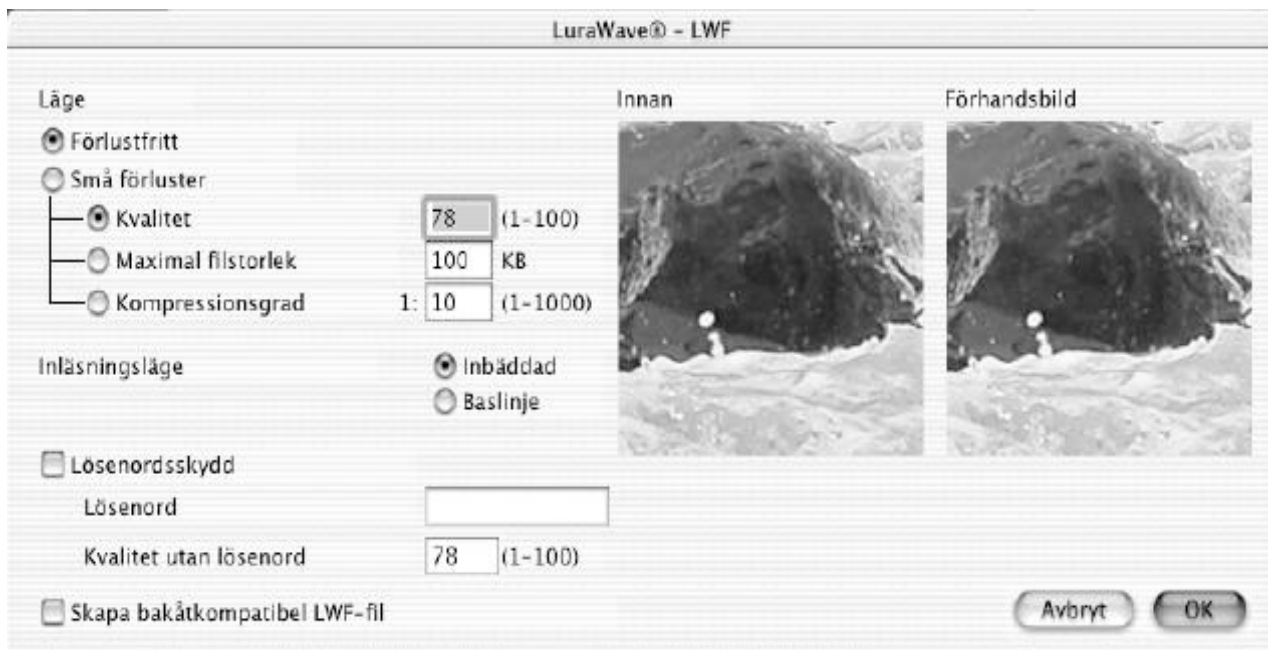 LuraWave® - LWF
Läge
Innan
Förhandsbild
Förlustfritt
Små förluster
Kvalitet 78 (1-100)
Maximal filstorlek 100 KB
Kompressionsgrad 1: 10 (1-1000)
Inläsningsläge
Inbäddad
Baslinje
Lösenordsskydd
Lösenord
Kvalitet utan lösenord 78 (1-100)
Skapa bakåtkompatibel LWF-fil
Avbryt
OK